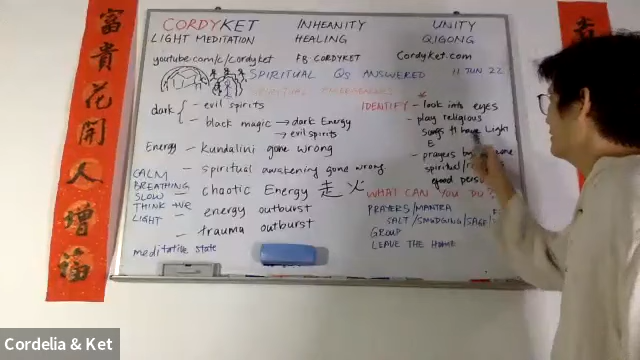 富貴花開人增福
CORDYKET INHEANITY UNITY
LIGHT MEDITATION HEALING QIGONG
youtube.com/c/cordyket FB CORDYKET Cordyket.com
SPIRITUAL Qs ANSWERED 11 JUN 22
dark { - evil spirits
- black magic → dark Energy
→ evil spirits
Energy - Kundalini gone wrong
- spiritual awakening gone wrong
- chaotic Energy 走火
- energy outburst
- trauma outburst
CALM
BREATHING
SLOW
THINK +ve
LIGHT
meditative state
IDENTIFY - look into eyes
- play religious
songs tt have Light
E
- prayers
spiritual/
good
WHAT CAN YOU DO?
PRAYERS/MANTRA
SALT/SMUDGING/SAGE/
GROUP
LEAVE THE HOME
Cordelia & Ket